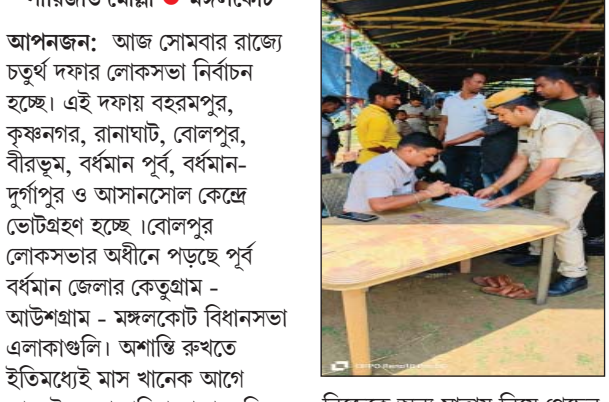 পারিজাত মোল্লা ● মঙ্গলকোট
আপনজন: আজ সোমবার রাজ্যে
চতুর্থ দফার লোকসভা নির্বাচন
হচ্ছে। এই দফায় বহরমপুর,
কৃষ্ণনগর, রানাঘাট, বোলপুর,
বীরভূম, বর্ধমান পূর্ব, বর্ধমান-
দুর্গাপুর ও আসানসোল কেন্দ্রে
ভোটগ্রহণ হচ্ছে ।বোলপুর
লোকসভার অধীনে পড়ছে পূর্ব
বর্ধমান জেলার কেতুগ্রাম -
আউশগ্রাম - মঙ্গলকোট বিধানসভা
এলাকাগুলি। অশান্তি রুখতে
ইতিমধ্যেই মাস খানেক আগে